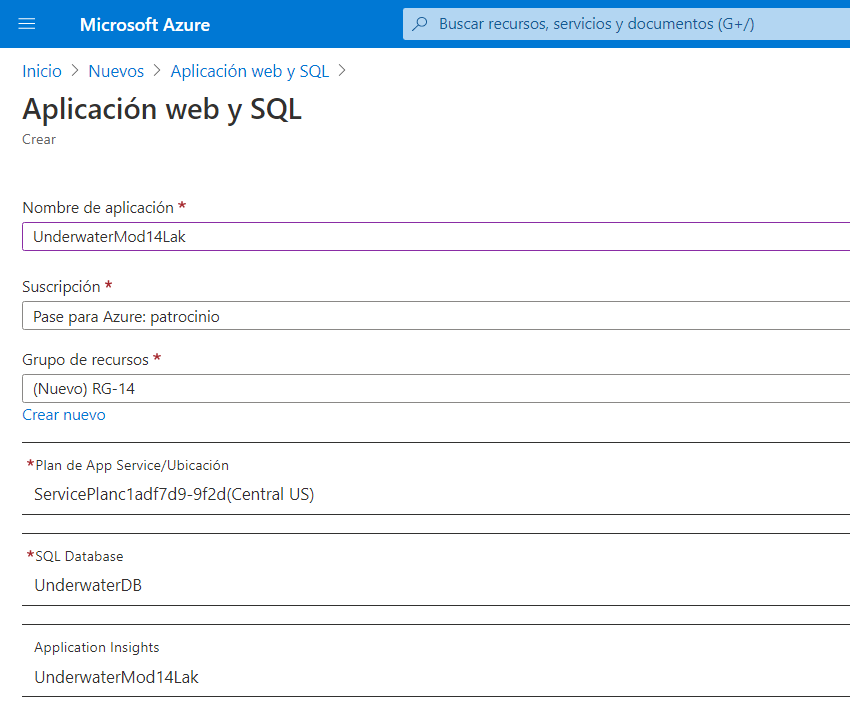 Microsoft Azure
Buscar recursos, servicios y documentos (G+/)
Inicio > Nuevos > Aplicación web y SQL >
Aplicación web y SQL
Crear
Nombre de aplicación *
UnderwaterMod14Lak
Suscripción *
Pase para Azure: patrocinio
Grupo de recursos *
(Nuevo) RG-14
Crear nuevo
*Plan de App Service/Ubicación
ServicePlanc1adf7d9-9f2d(Central US)
*SQL Database
UnderwaterDB
Application Insights
UnderwaterMod14Lak